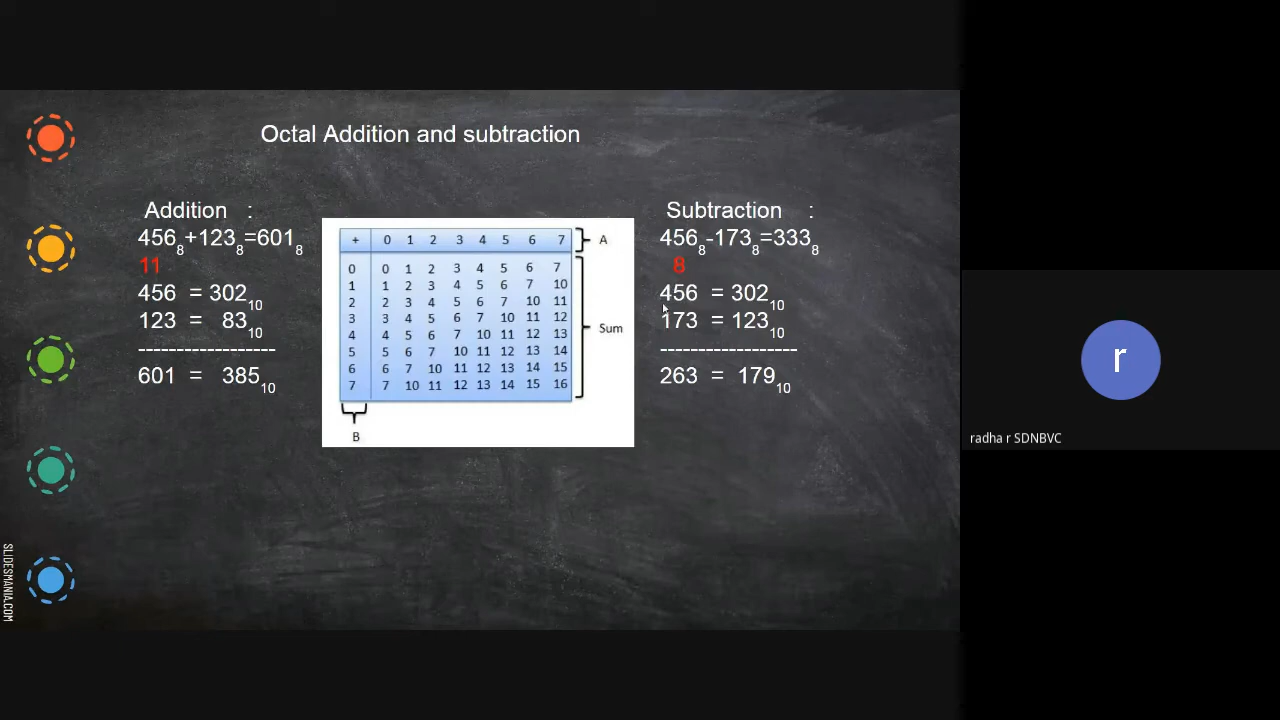 Octal Addition and subtraction
Addition :
456₈+123₈=601₈
11
456 = 302₁₀
123 = 83₁₀
------------------
601 = 385₁₀
+ 0 1 2 3 4 5 6 7
0 0 1 2 3 4 5 6 7
1 1 2 3 4 5 6 7 10
2 2 3 4 5 6 7 10 11
3 3 4 5 6 7 10 11 12
4 4 5 6 7 10 11 12 13
5 5 6 7 10 11 12 13 14
6 6 7 10 11 12 13 14 15
7 7 10 11 12 13 14 15 16
A
Sum
B
Subtraction :
456₈-173₈=333₈
8
456 = 302₁₀
173 = 123₁₀
------------------
263 = 179₁₀
SLIDESMANIA.COM
r
radha r SDNBVC